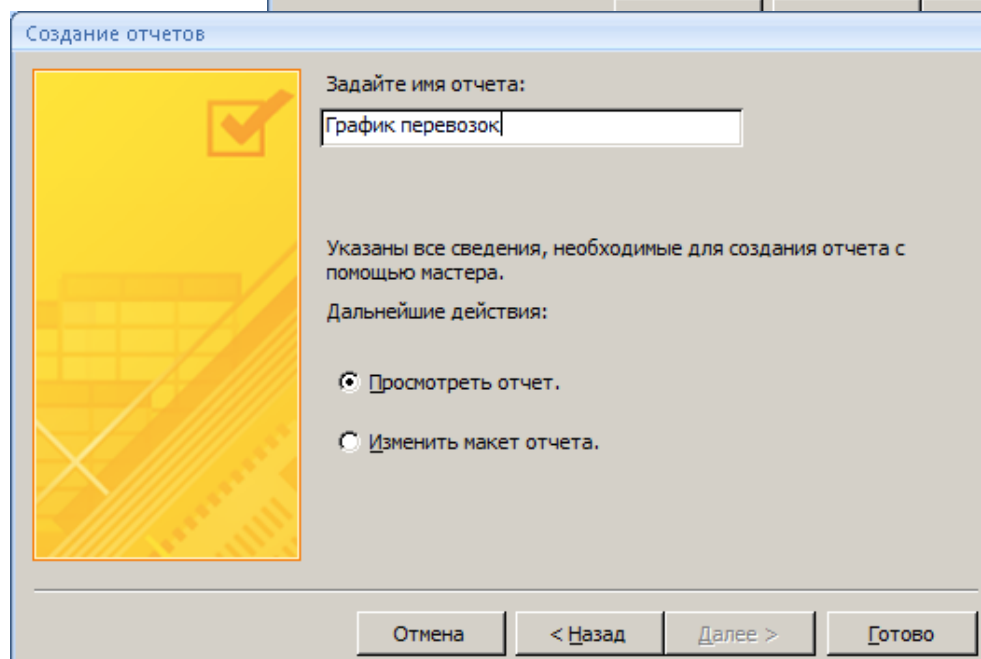 Создание отчетов
Задайте имя отчета:
График перевозок
Указаны все сведения, необходимые для создания отчета с
помощью мастера.
Дальнейшие действия:
Просмотреть отчет.
Изменить макет отчета.
Отмена
< Назад
Далее >
Готово